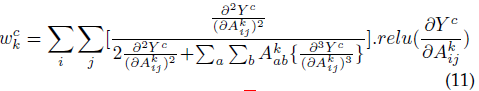 w_k^c = \sum_i \sum_j [ \frac{\frac{\partial^2 Y^c}{(\partial A_{ij}^k)^2}}{2 \frac{\partial^2 Y^c}{(\partial A_{ij}^k)^2} + \sum_a \sum_b A_{ab}^k \{ \frac{\partial^3 Y^c}{(\partial A_{ij}^k)^3} \}} ] . relu( \frac{\partial Y^c}{\partial A_{ij}^k} )
(11)